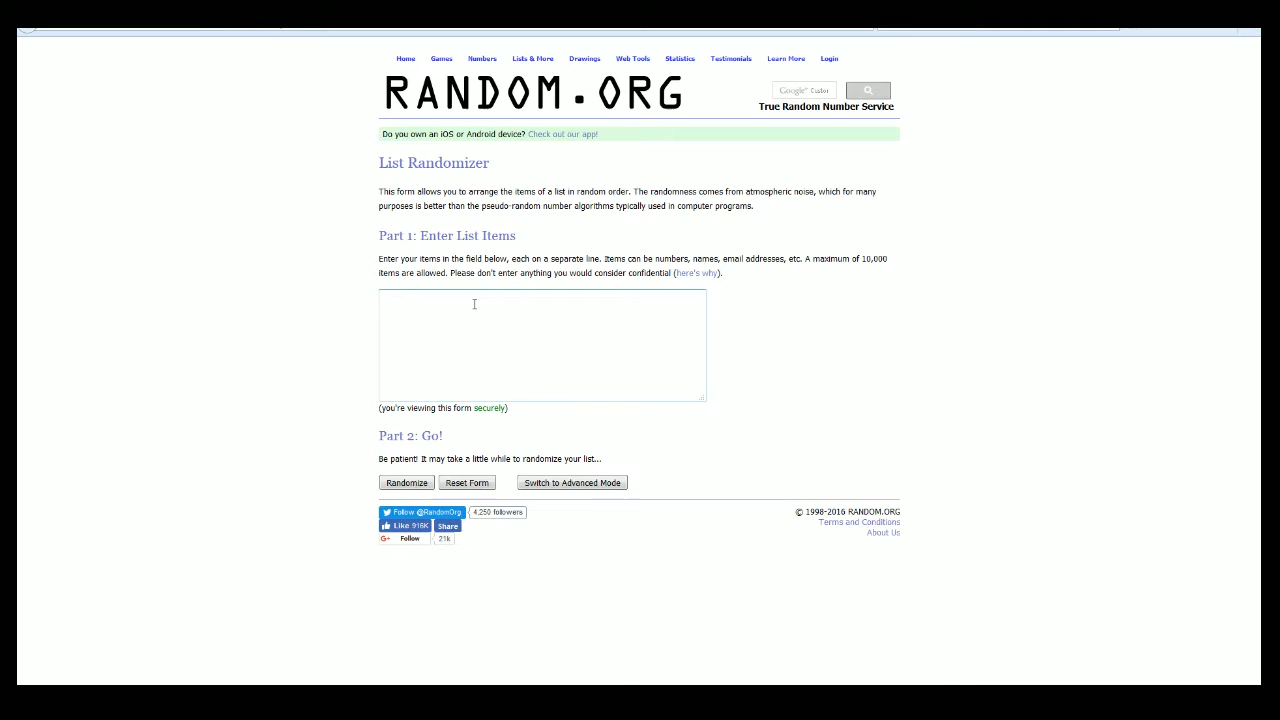 Home Games Numbers Lists & More Drawings Web Tools Statistics Testimonials Learn More Login
RANDOM.ORG
Google™ Custor
True Random Number Service
Do you own an iOS or Android device? Check out our app!
List Randomizer
This form allows you to arrange the items of a list in random order. The randomness comes from atmospheric noise, which for many
purposes is better than the pseudo-random number algorithms typically used in computer programs.
Part 1: Enter List Items
Enter your items in the field below, each on a separate line. Items can be numbers, names, email addresses, etc. A maximum of 10,000
items are allowed. Please don't enter anything you would consider confidential (here's why).
(you're viewing this form securely)
Part 2: Go!
Be patient! It may take a little while to randomize your list...
Randomize Reset Form Switch to Advanced Mode
Follow @RandomOrg 4,250 followers
Like 916K Share
G+ Follow 21k
© 1998-2016 RANDOM.ORG
Terms and Conditions
About Us